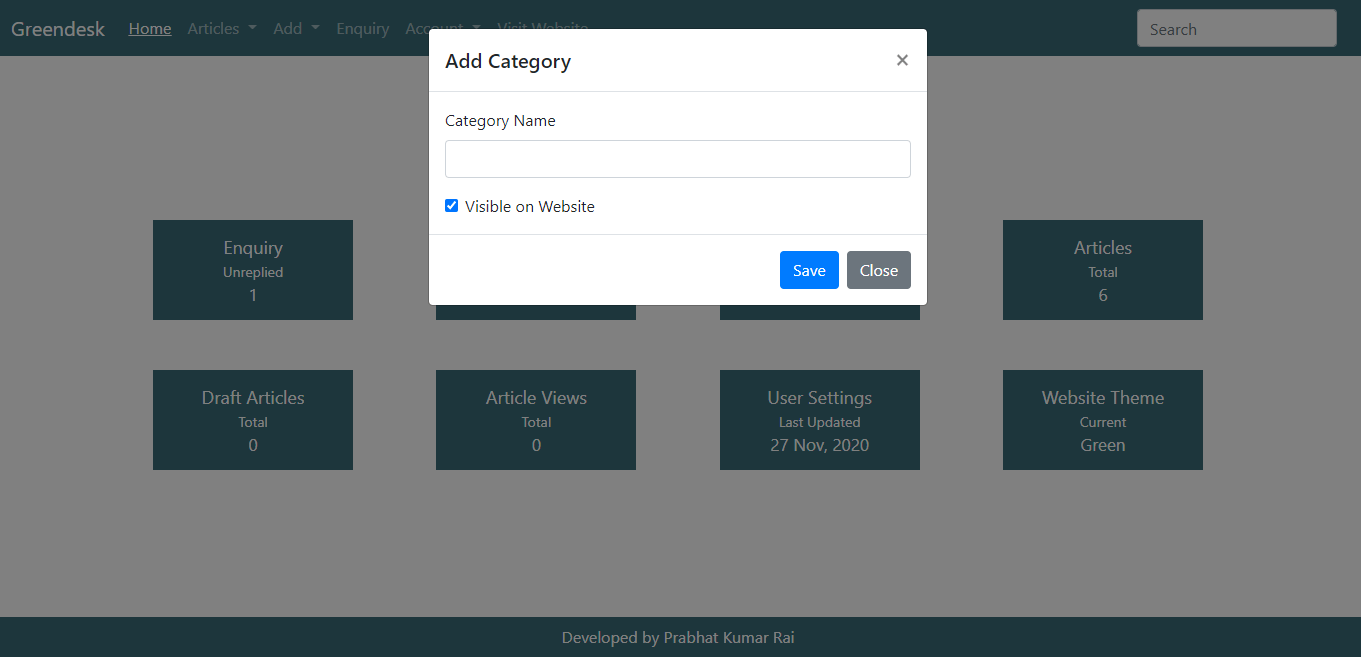 Greendesk Home Articles Add Enquiry Account Visit Website Search
Add Category ×
Category Name
Visible on Website
Save Close
Enquiry
Unreplied
1
Articles
Total
6
Draft Articles
Total
0
Article Views
Total
0
User Settings
Last Updated
27 Nov, 2020
Website Theme
Current
Green
Developed by Prabhat Kumar Rai